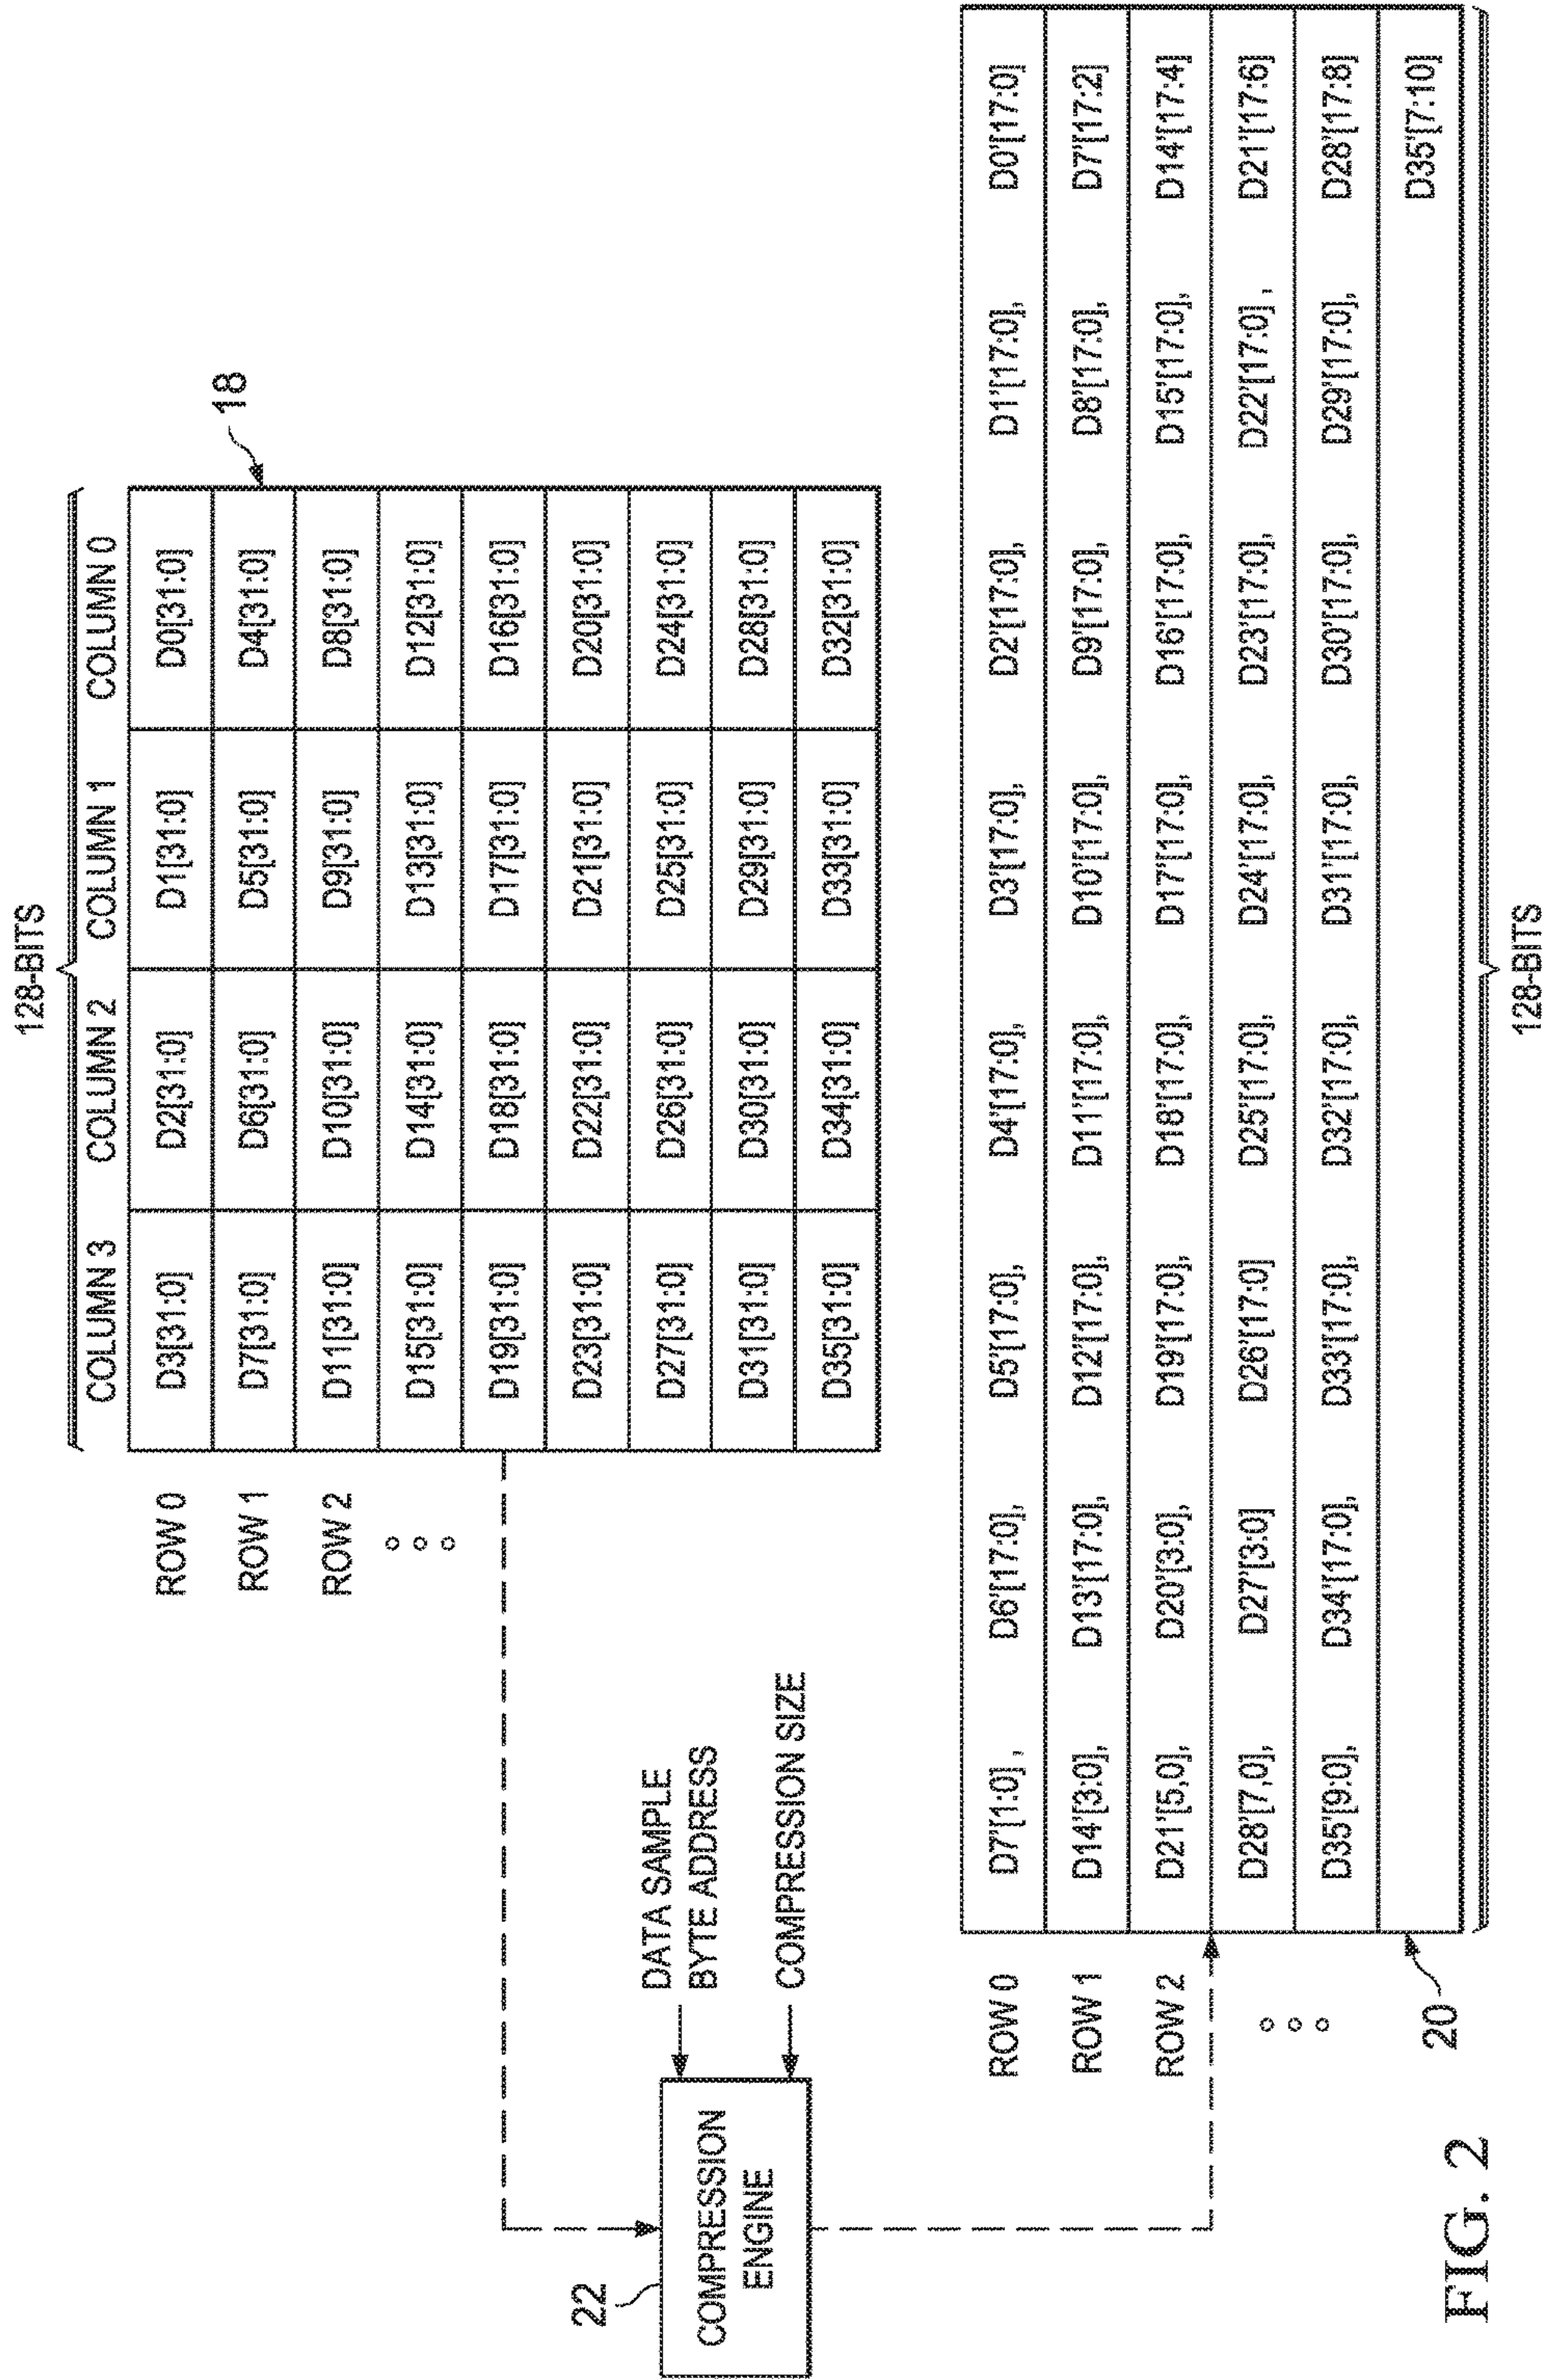 128-BITS
COLUMN 3 COLUMN 2 COLUMN 1 COLUMN 0
ROW 0 D3[31:0] D2[31:0] D1[31:0] D0[31:0]
ROW 1 D7[31:0] D6[31:0] D5[31:0] D4[31:0]
ROW 2 D11[31:0] D10[31:0] D9[31:0] D8[31:0]
D15[31:0] D14[31:0] D13[31:0] D12[31:0]
D19[31:0] D18[31:0] D17[31:0] D16[31:0]
D23[31:0] D22[31:0] D21[31:0] D20[31:0]
D27[31:0] D26[31:0] D25[31:0] D24[31:0]
D31[31:0] D30[31:0] D29[31:0] D28[31:0]
D35[31:0] D34[31:0] D33[31:0] D32[31:0]
18
22
COMPRESSION
ENGINE
DATA SAMPLE
BYTE ADDRESS
COMPRESSION SIZE
ROW 0 D7'[1:0] , D6'[17:0], D5'[17:0], D4'[17:0], D3'[17:0], D2'[17:0], D1'[17:0], D0'[17:0]
ROW 1 D14'[3:0], D13'[17:0], D12'[17:0], D11'[17:0], D10'[17:0], D9'[17:0], D8'[17:0], D7'[17:2]
ROW 2 D21'[5,0], D20'[3:0], D19'[17:0], D18'[17:0], D17'[17:0], D16'[17:0], D15'[17:0], D14'[17:4]
D28'[7,0], D27'[3:0] D26'[17:0] D25'[17:0], D24'[17:0], D23'[17:0], D22'[17:0] , D21'[17:6]
D35'[9:0], D34'[17:0], D33'[17:0], D32'[17:0], D31'[17:0], D30'[17:0], D29'[17:0], D28'[17:8]
D35'[7:10]
20
128-BITS
FIG. 2